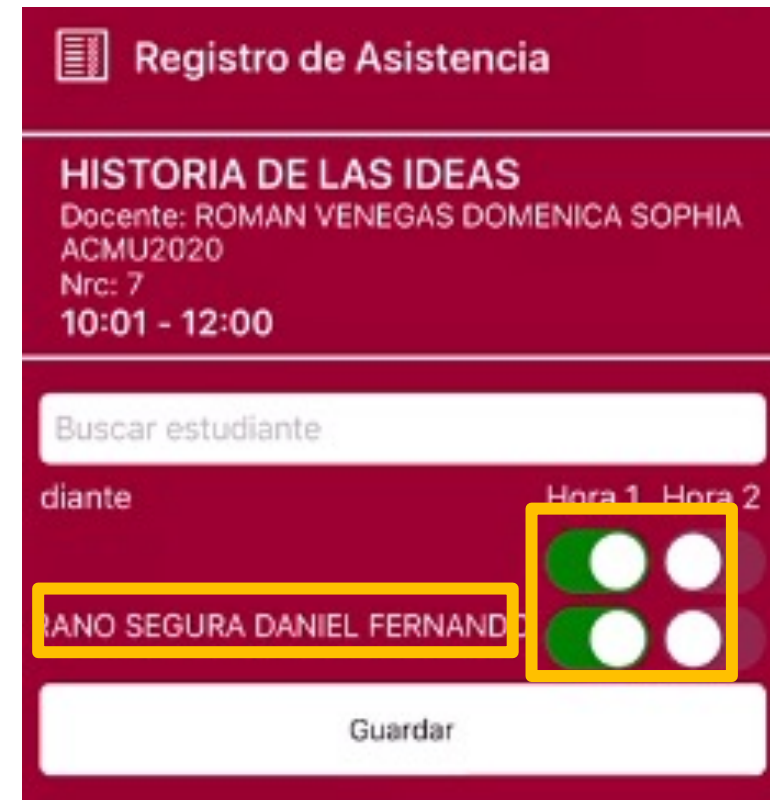 Registro de Asistencia
HISTORIA DE LAS IDEAS
Docente: ROMAN VENEGAS DOMENICA SOPHIA
ACMU2020
Nrc: 7
10:01 - 12:00
Buscar estudiante
diante Hora 1 Hora 2
RANO SEGURA DANIEL FERNANDO
Guardar